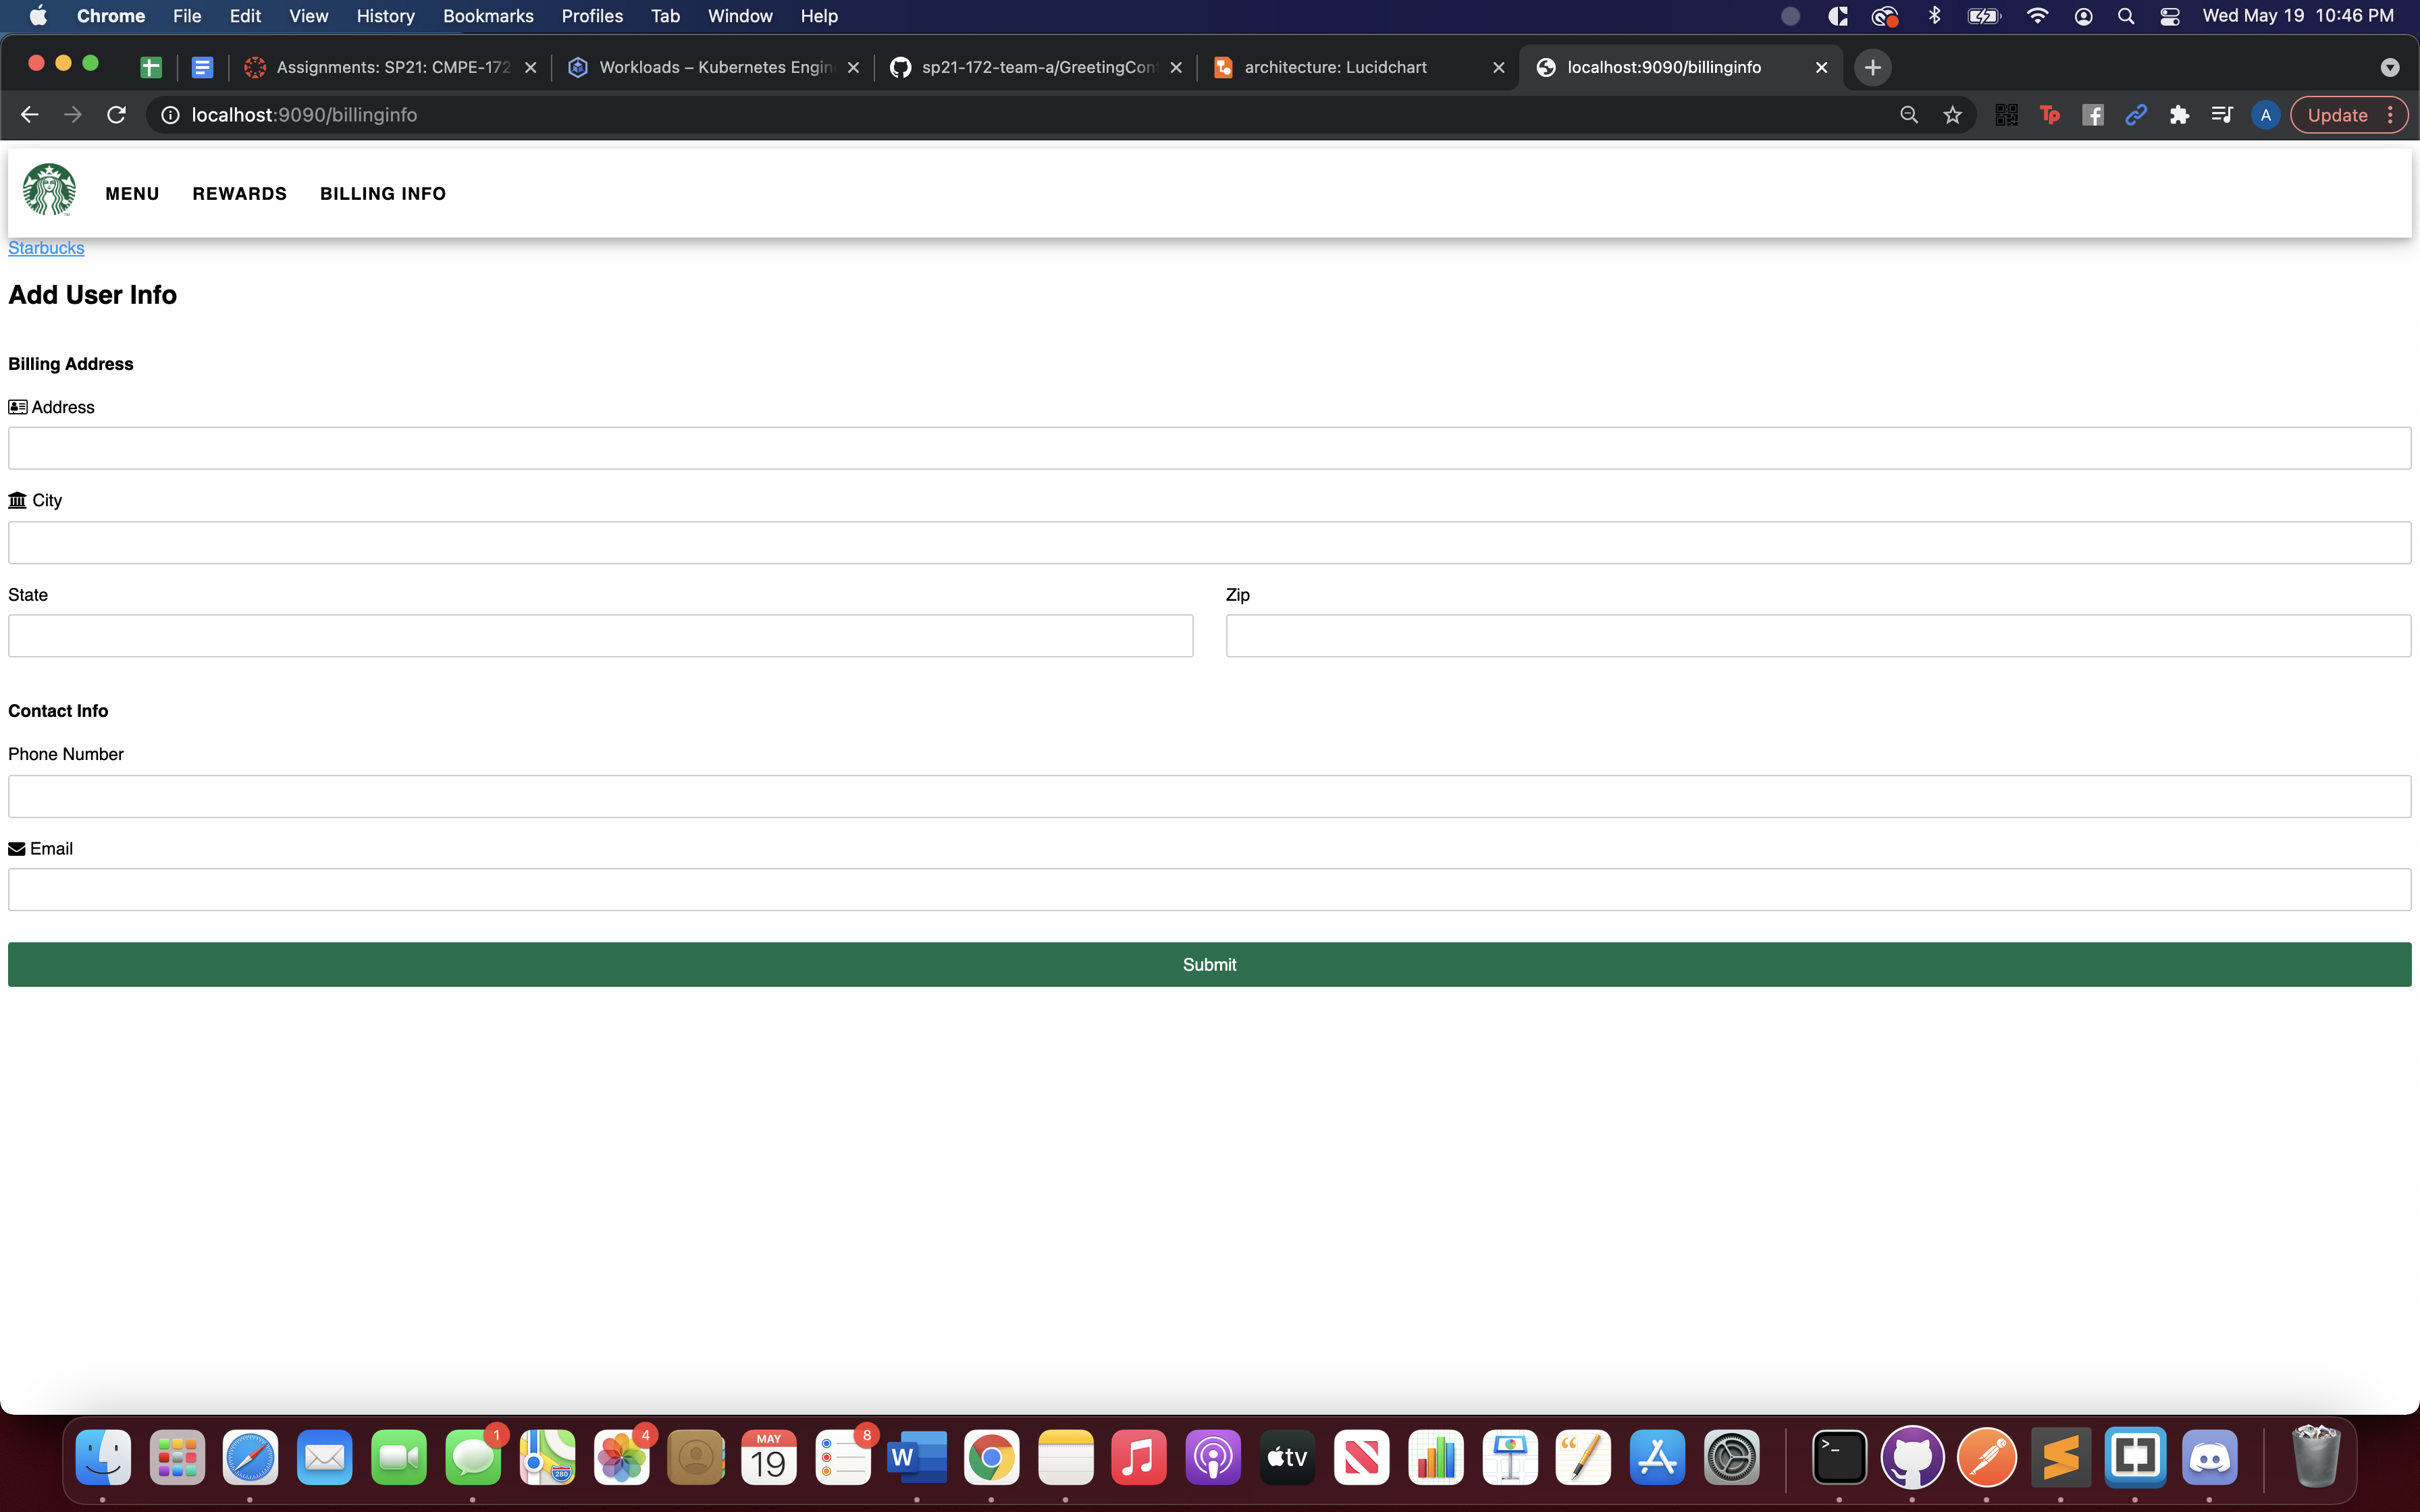 Chrome File Edit View History Bookmarks Profiles Tab Window Help Wed May 19 10:46 PM
Assignments: SP21: CMPE-172 Workloads – Kubernetes Engin sp21-172-team-a/GreetingCon architecture: Lucidchart localhost:9090/billinginfo
localhost:9090/billinginfo Tp A Update
MENU REWARDS BILLING INFO
Starbucks
Add User Info
Billing Address
Address
City
State Zip
Contact Info
Phone Number
Email
Submit
1 4 8
MAY
19
280
W
tv
>_